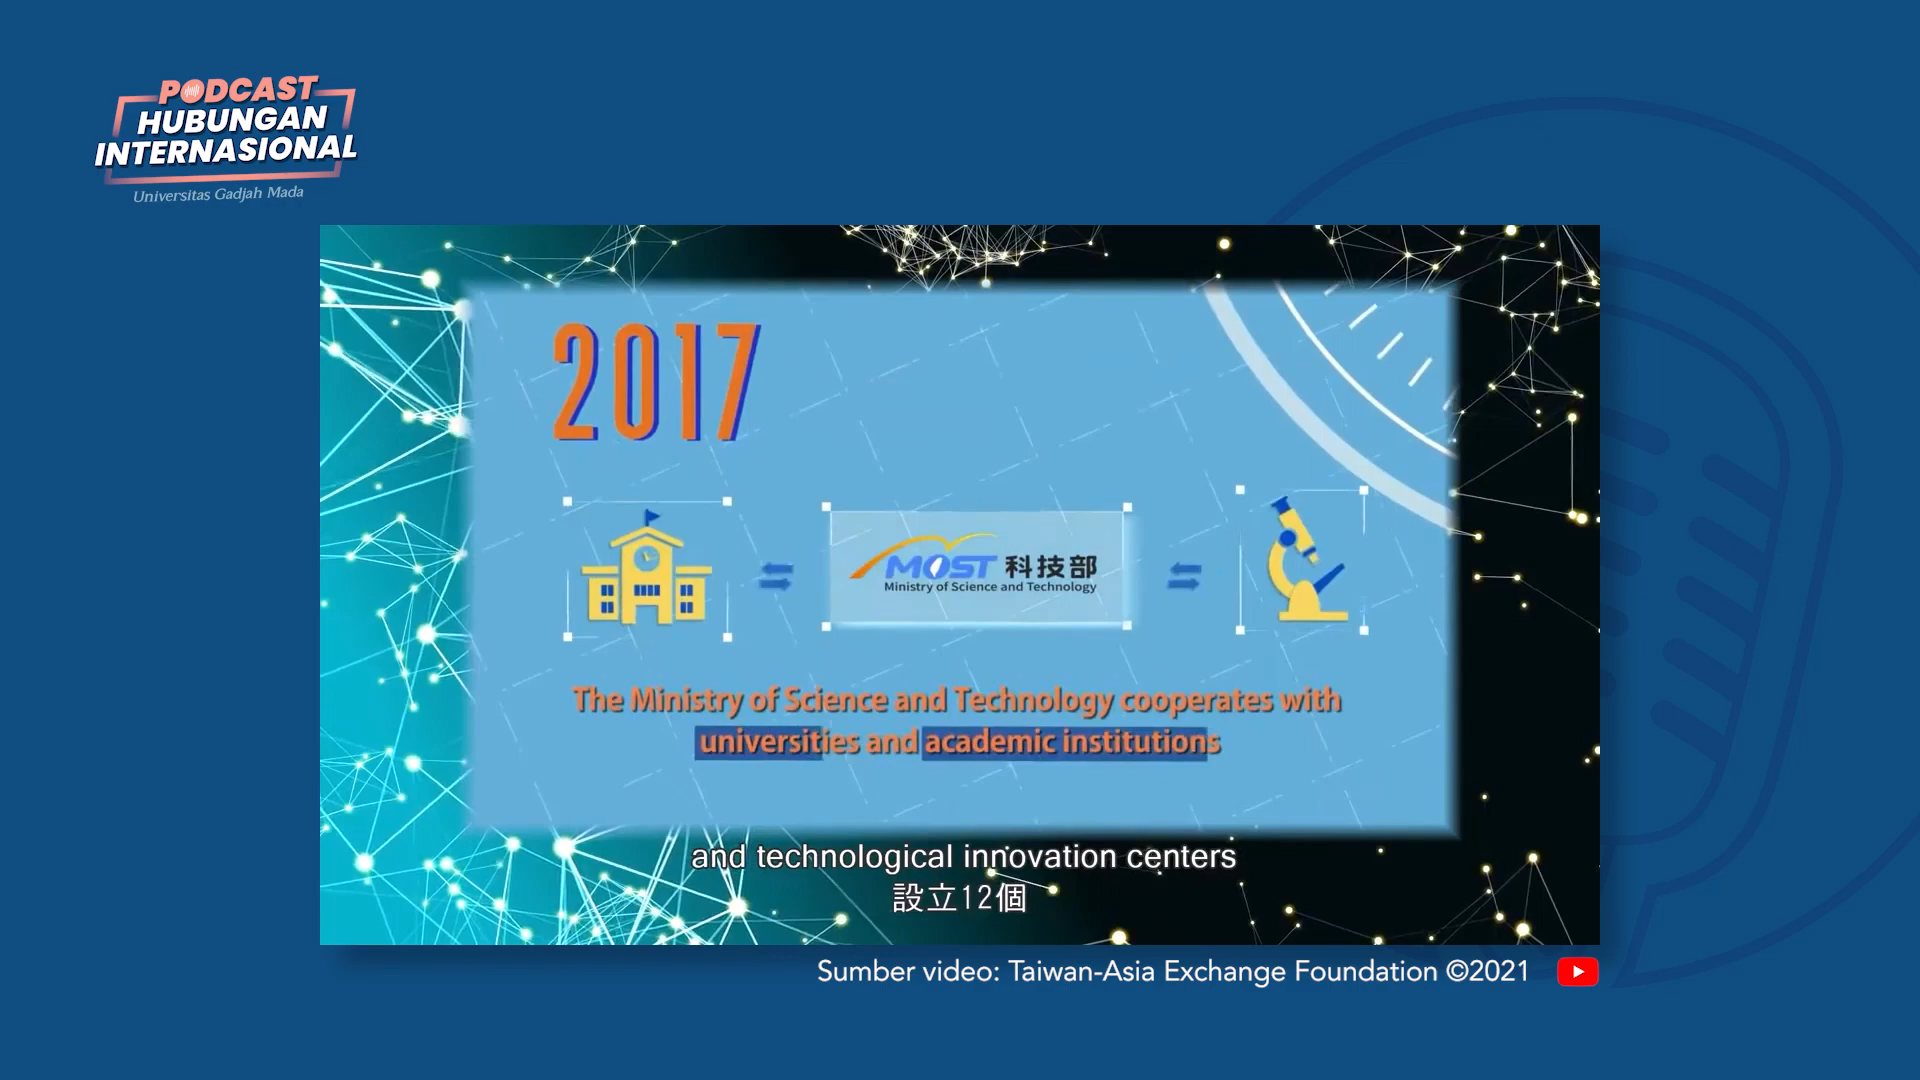 PODCAST
HUBUNGAN
INTERNASIONAL
Universitas Gadjah Mada
2017
MOST 科技部
Ministry of Science and Technology
The Ministry of Science and Technology cooperates with
universities and academic institutions
and technological innovation centers
設立12個
Sumber video: Taiwan-Asia Exchange Foundation ©2021